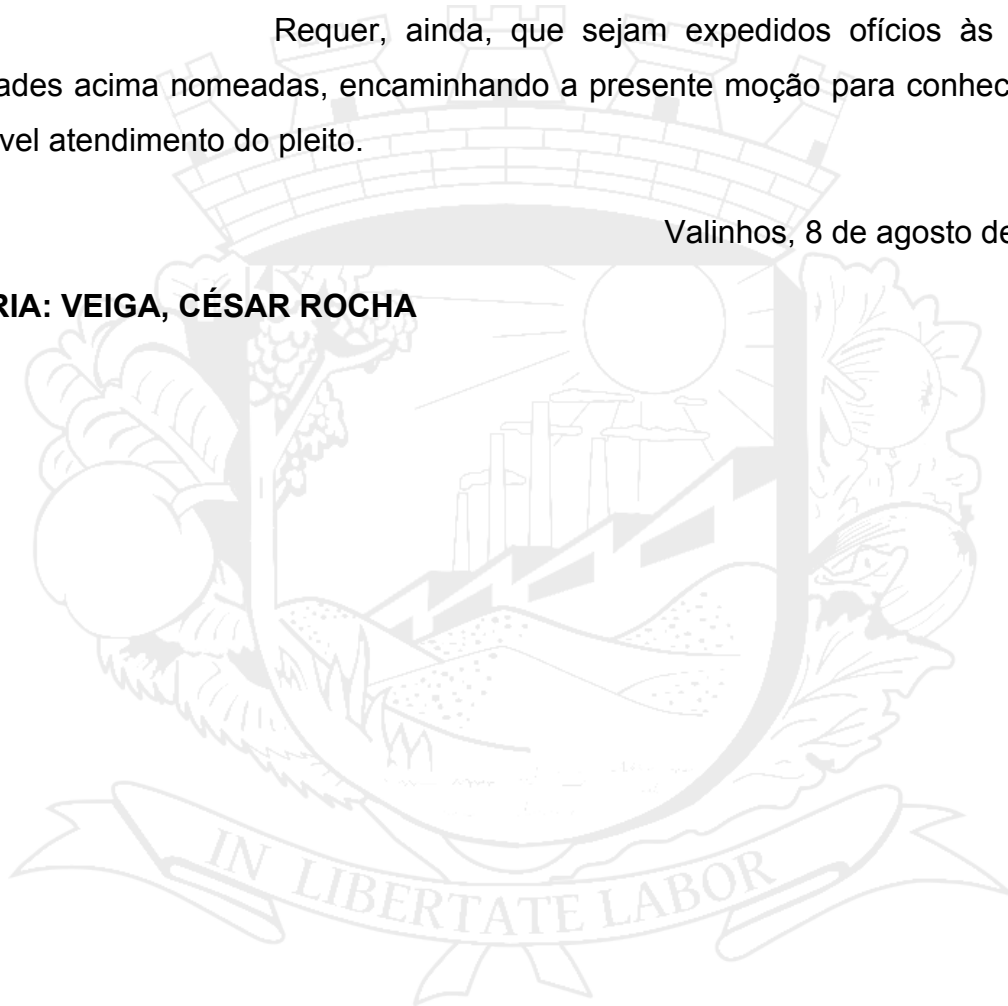 Requer, ainda, que sejam expedidos ofícios às
ades acima nomeadas, encaminhando a presente moção para conhec
vel atendimento do pleito.
Valinhos, 8 de agosto de
RIA: VEIGA, CÉSAR ROCHA
IN LIBERTATE LABOR